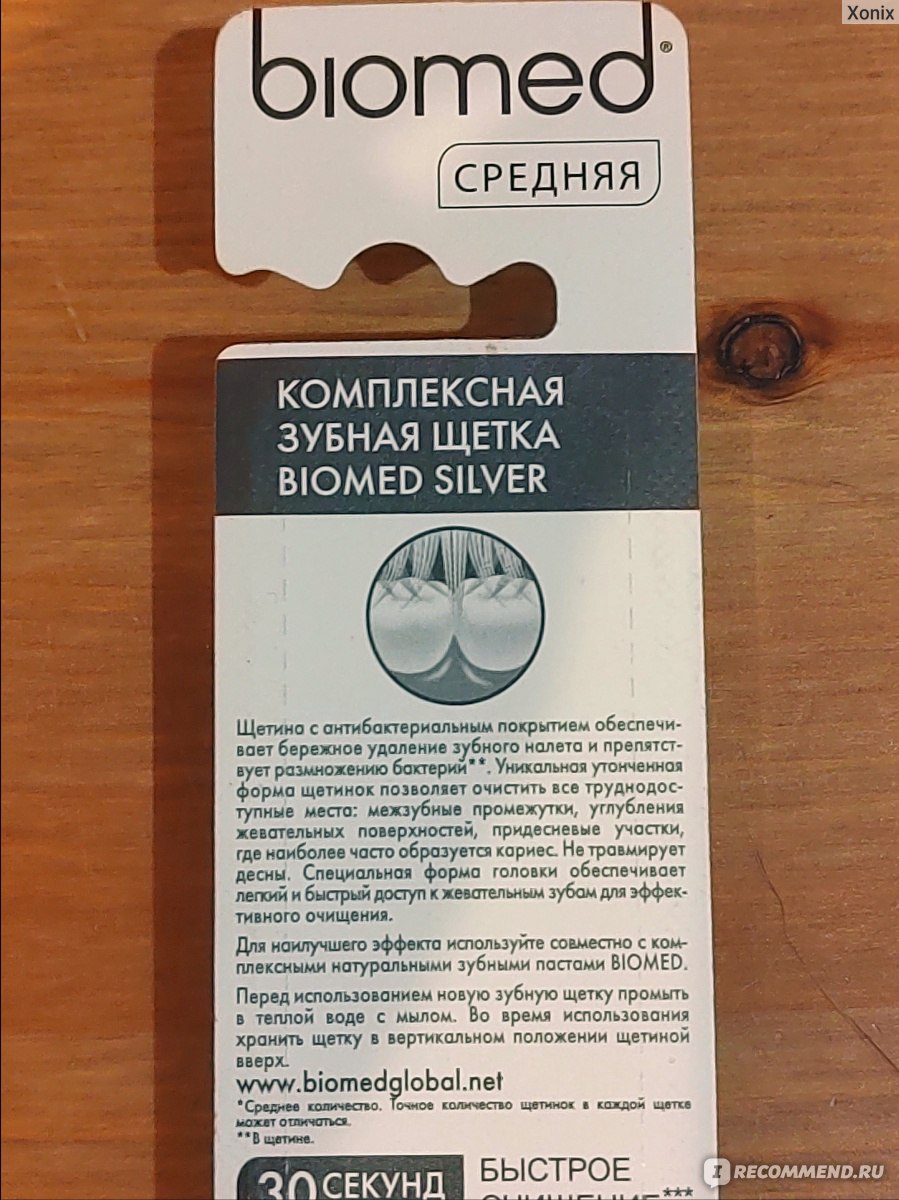 Xonix
biomed®
СРЕДНЯЯ
КОМПЛЕКСНАЯ
ЗУБНАЯ ЩЕТКА
BIOMED SILVER
Щетина с антибактериальным покрытием обеспечи-
вает бережное удаление зубного налета и препятст-
вует размножению бактерий**. Уникальная утонченная
форма щетинок позволяет очистить все труднодос-
тупные места: межзубные промежутки, углубления
жевательных поверхностей, придесневые участки,
где наиболее часто образуется кариес. Не травмирует
десны. Специальная форма головки обеспечивает
легкий и быстрый доступ к жевательным зубам для эффек-
тивного очищения.
Для наилучшего эффекта используйте совместно с ком-
плексными натуральными зубными пастами BIOMED.
Перед использованием новую зубную щетку промыть
в теплой воде с мылом. Во время использования
хранить щетку в вертикальном положении щетиной
вверх.
www.biomedglobal.net
*Среднее количество. Точное количество щетинок в каждой щетке
может отличаться.
**В щетине.
30 СЕКУНД
БЫСТРОЕ
ОЧИЩЕНИЕ***
IRECOMMEND.RU